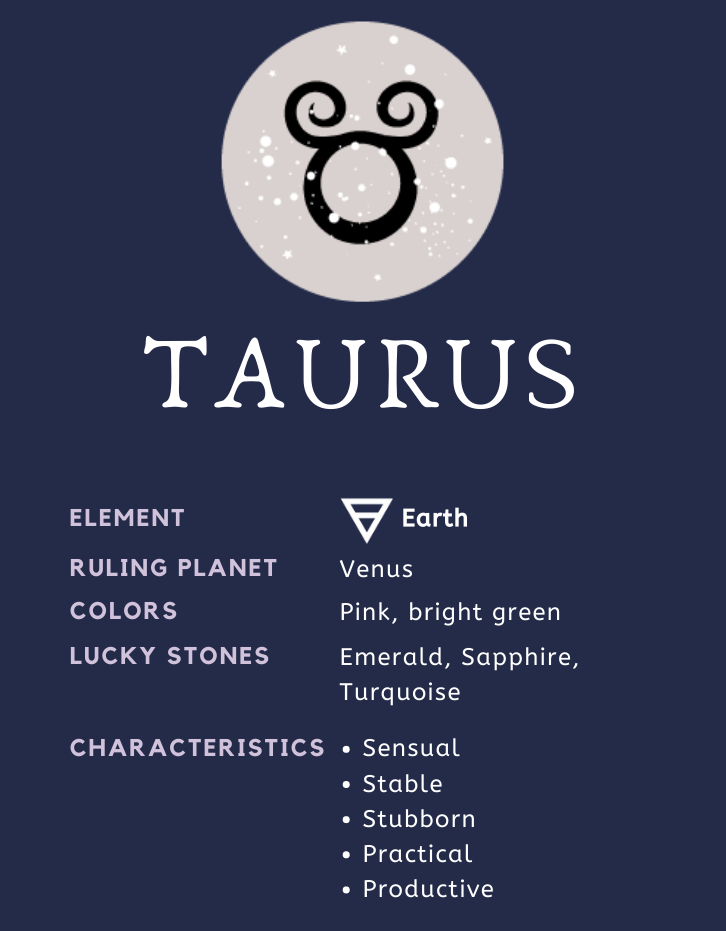 TAURUS
ELEMENT Earth
RULING PLANET Venus
COLORS Pink, bright green
LUCKY STONES Emerald, Sapphire,
Turquoise
CHARACTERISTICS • Sensual
• Stable
• Stubborn
• Practical
• Productive